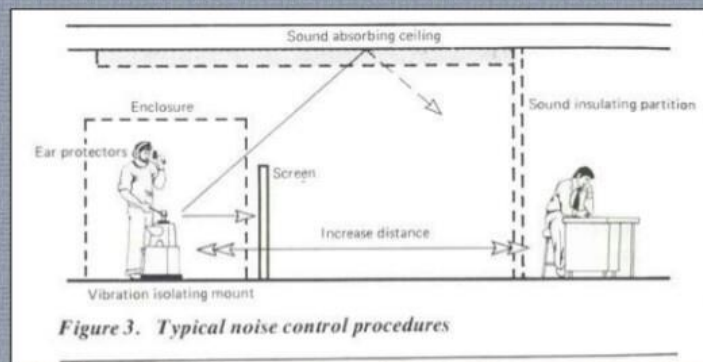 Sound absorbing ceiling
Enclosure
Sound insulating partition
Ear protectors
Screen
Increase distance
Vibration isolating mount
Figure 3. Typical noise control procedures